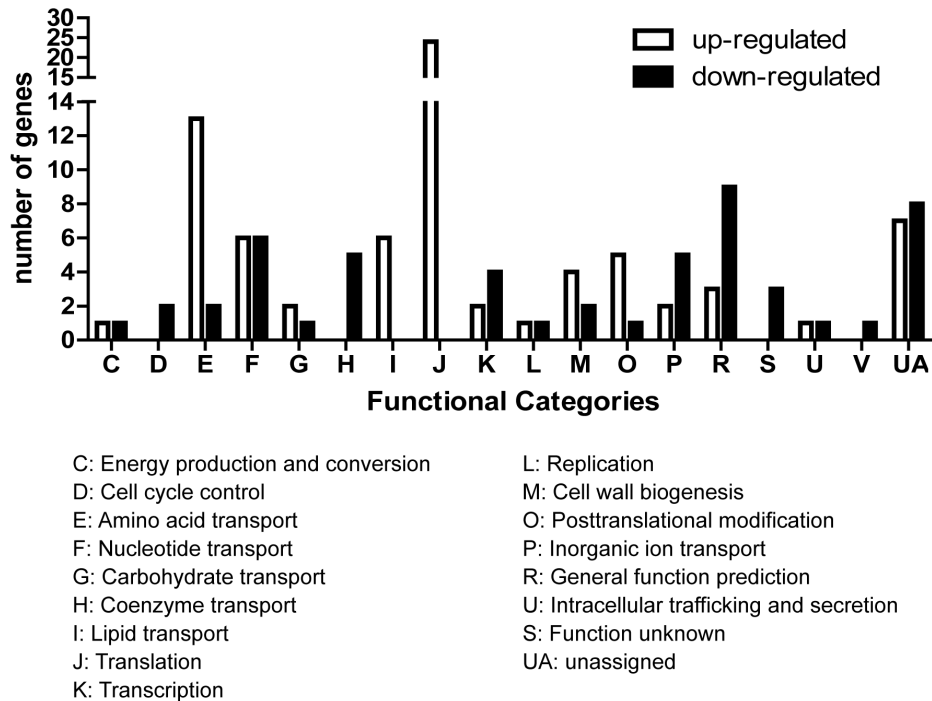 30
25
20
15
14
12
10
8
6
4
2
0
number of genes
up-regulated
down-regulated
C D E F G H I J K L M O P R S U V UA
Functional Categories
C: Energy production and conversion
D: Cell cycle control
E: Amino acid transport
F: Nucleotide transport
G: Carbohydrate transport
H: Coenzyme transport
I: Lipid transport
J: Translation
K: Transcription
L: Replication
M: Cell wall biogenesis
O: Posttranslational modification
P: Inorganic ion transport
R: General function prediction
U: Intracellular trafficking and secretion
S: Function unknown
UA: unassigned